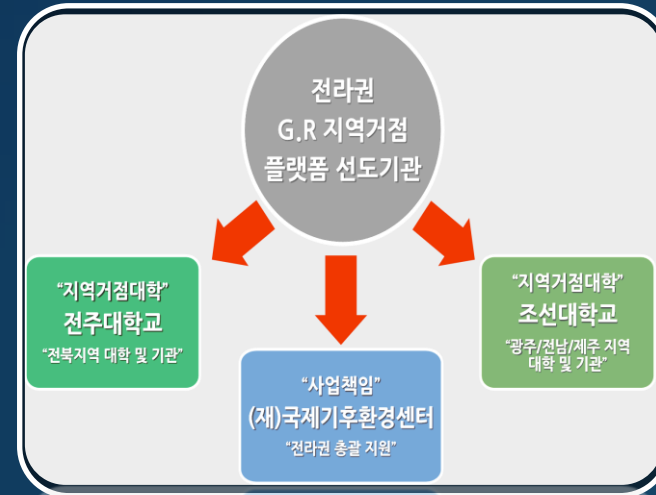 전라권
G.R 지역거점
플랫폼 선도기관
“지역거점대학”
전주대학교
“전북지역 대학 및 기관”
“사업책임”
(재)국제기후환경센터
“전라권 총괄 지원”
“지역거점대학”
조선대학교
“광주/전남/제주 지역
대학 및 기관”